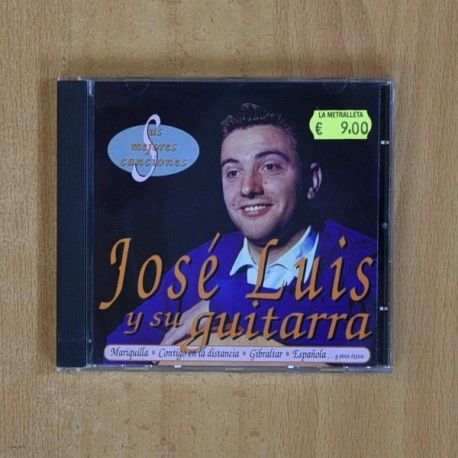 LA METRALLETA
€ 9.00
Sus
mejores
canciones
José Luis
y su guitarra
Mariquilla • Contigo en la distancia • Gibraltar • Española... y otros éxitos